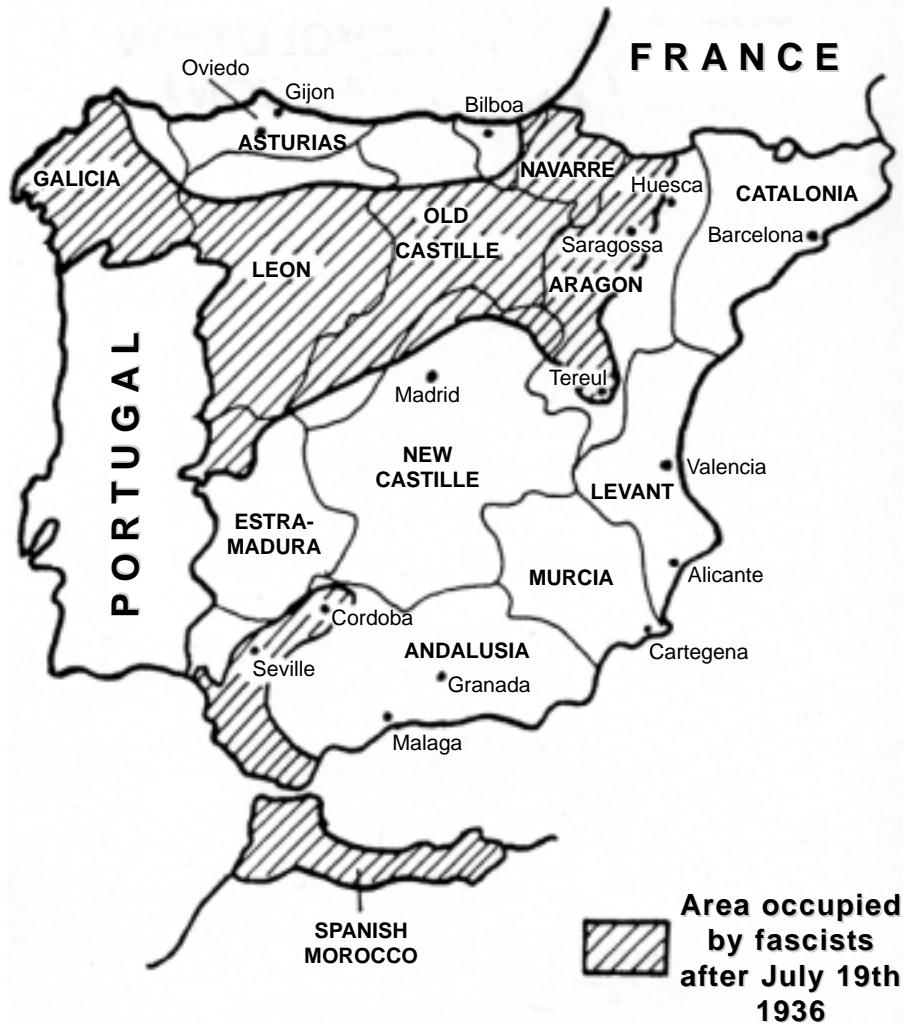 FRANCE
Oviedo
Gijon
Bilboa
ASTURIAS
GALICIA
NAVARRE
Huesca
CATALONIA
OLD
CASTILLE
Saragossa
Barcelona
LEON
ARAGON
PORTUGAL
Madrid
Tereul
NEW
CASTILLE
Valencia
LEVANT
ESTRA-
MADURA
MURCIA
Alicante
Cordoba
ANDALUSIA
Cartegena
Seville
Granada
Malaga
SPANISH
MOROCCO
Area occupied
by fascists
after July 19th
1936